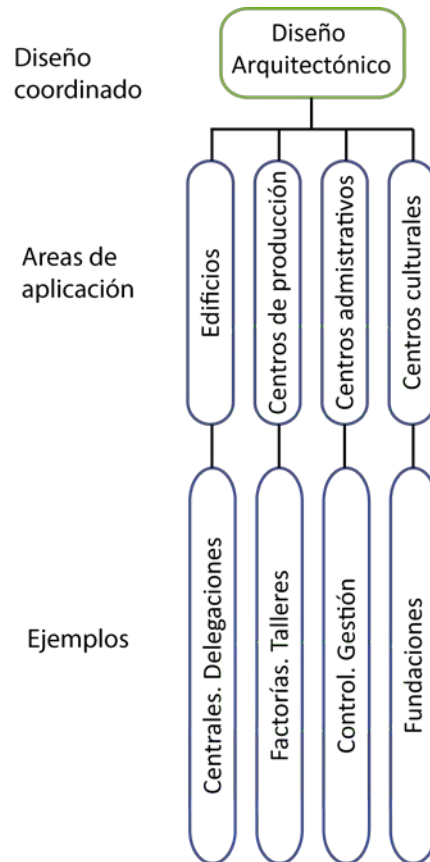 Diseño
coordinado
Diseño
Arquitectónico
Areas de
aplicación
Edificios
Centros de producción
Centros admistrativos
Centros culturales
Ejemplos
Centrales. Delegaciones
Factorías. Talleres
Control. Gestión
Fundaciones